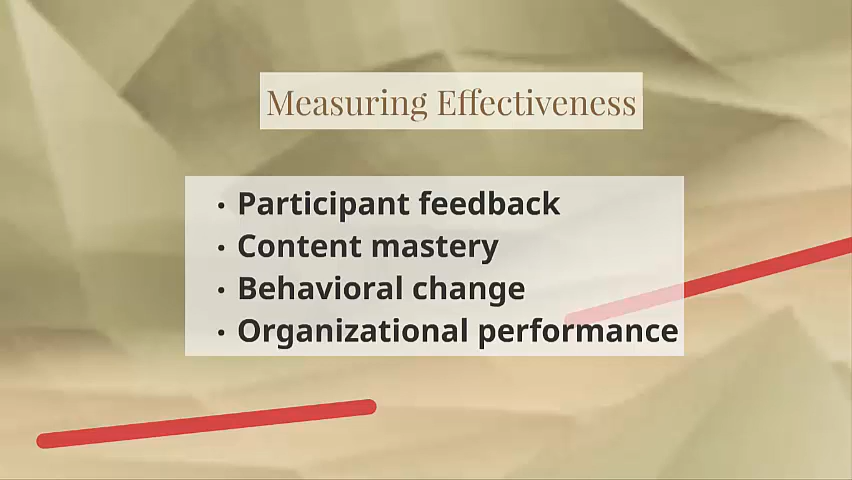 Measuring Effectiveness
• Participant feedback
• Content mastery
• Behavioral change
• Organizational performance